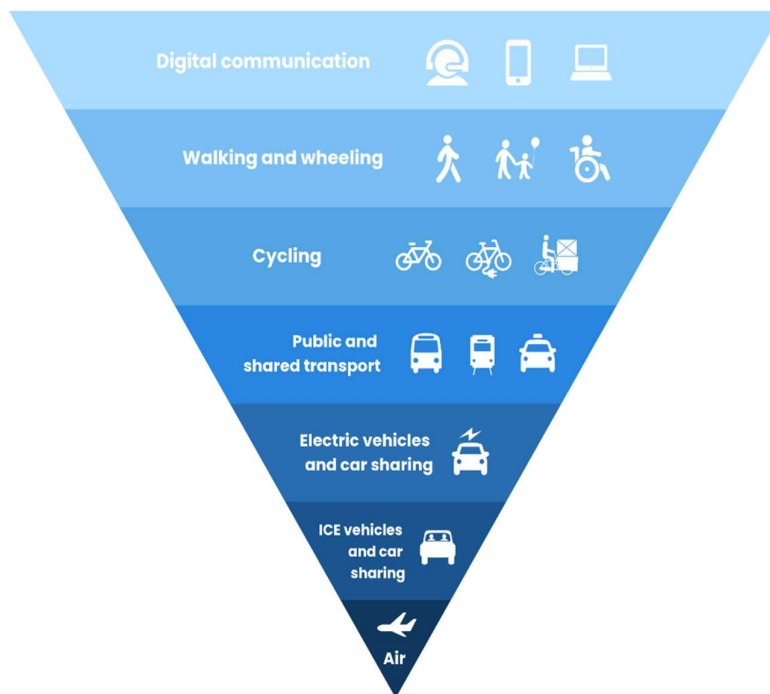 Digital communication
Walking and wheeling
Cycling
Public and
shared transport
Electric vehicles
and car sharing
ICE vehicles
and car
sharing
Air